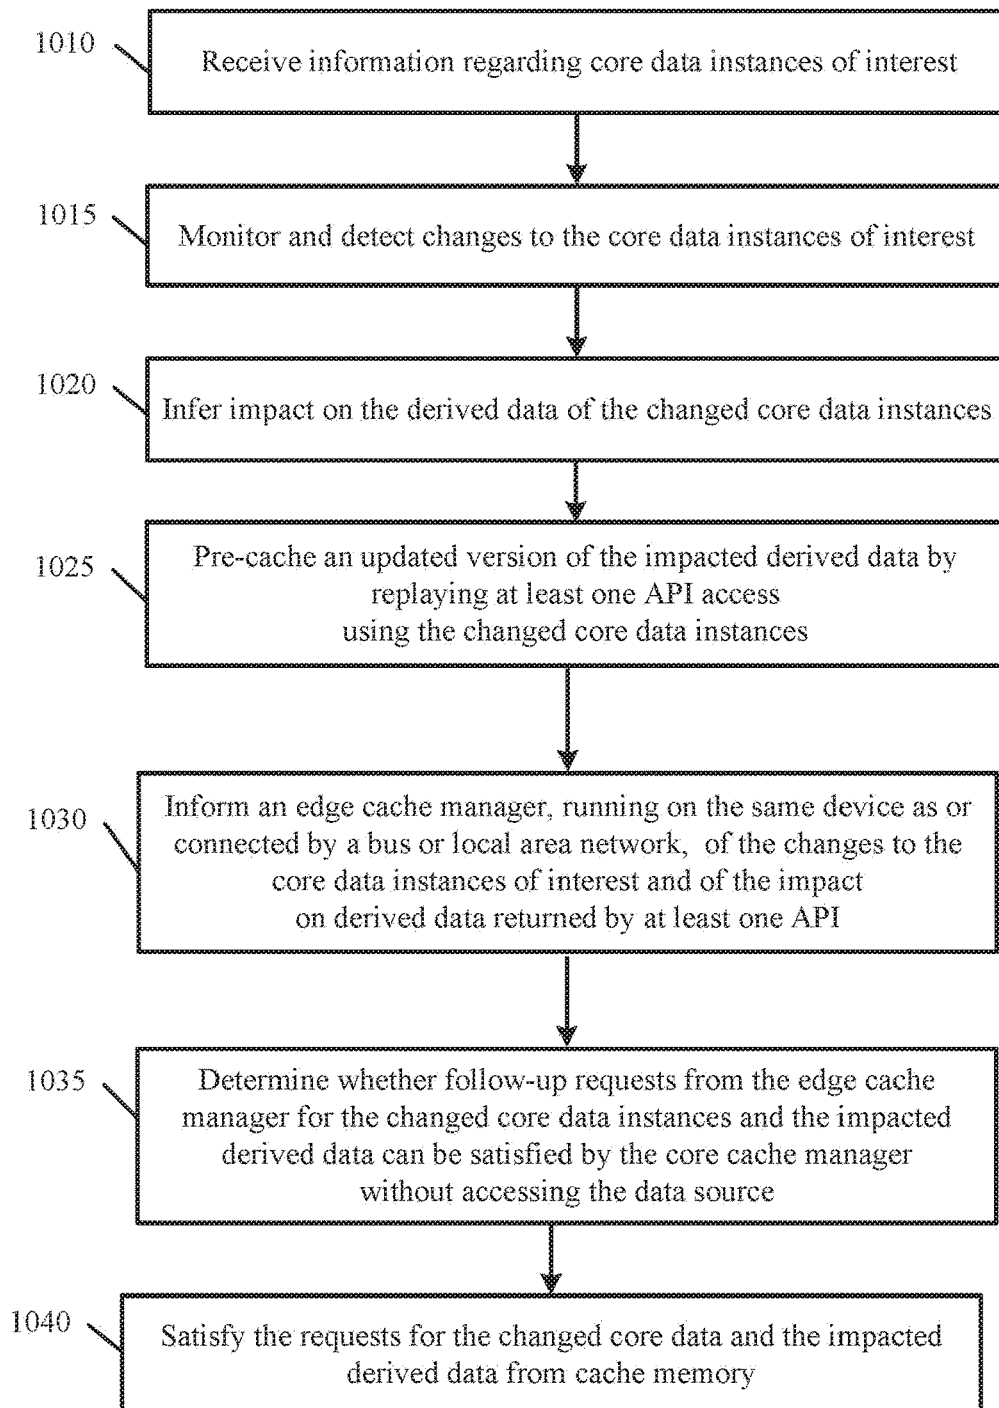 1010
Receive information regarding core data instances of interest
1015
Monitor and detect changes to the core data instances of interest
1020
Infer impact on the derived data of the changed core data instances
1025
Pre-cache an updated version of the impacted derived data by
replaying at least one API access
using the changed core data instances
1030
Inform an edge cache manager, running on the same device as or
connected by a bus or local area network, of the changes to the
core data instances of interest and of the impact
on derived data returned by at least one API
1035
Determine whether follow-up requests from the edge cache
manager for the changed core data instances and the impacted
derived data can be satisfied by the core cache manager
without accessing the data source
1040
Satisfy the requests for the changed core data and the impacted
derived data from cache memory